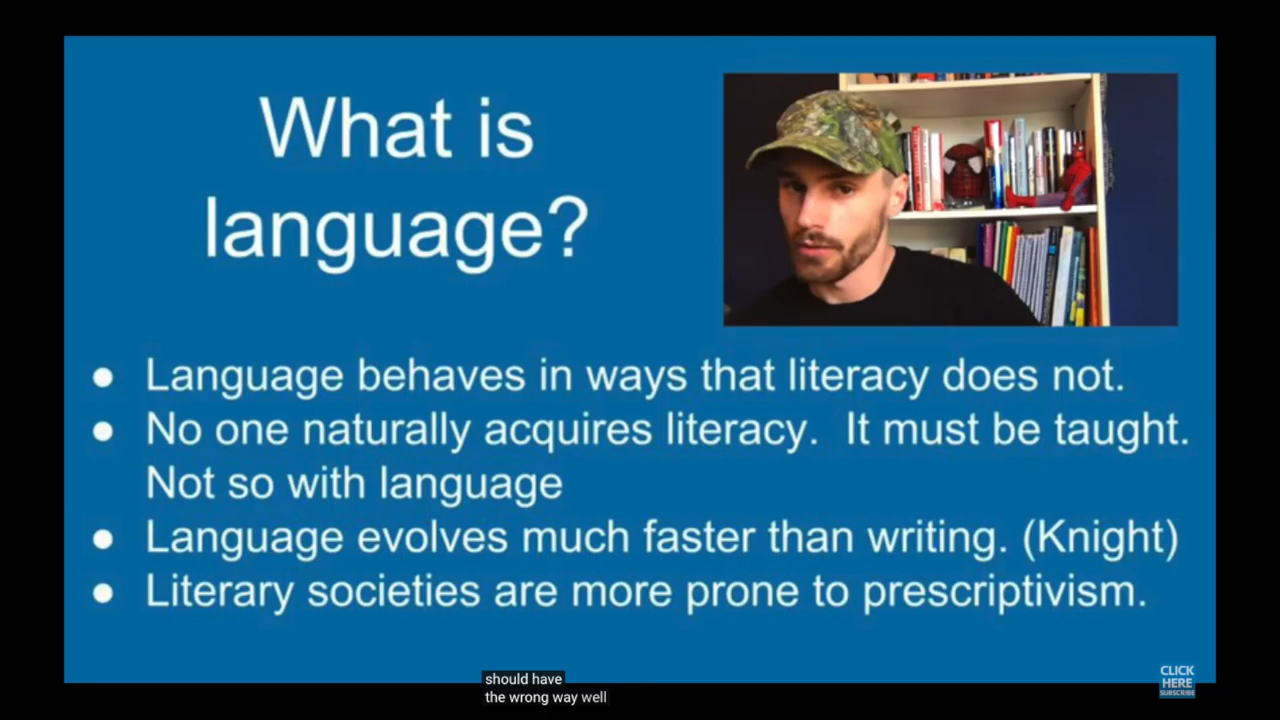 What is
language?
● Language behaves in ways that literacy does not.
● No one naturally acquires literacy.  It must be taught.
Not so with language
● Language evolves much faster than writing. (Knight)
● Literary societies are more prone to prescriptivism.
should have
the wrong way well
CLICK
HERE
SUBSCRIBE